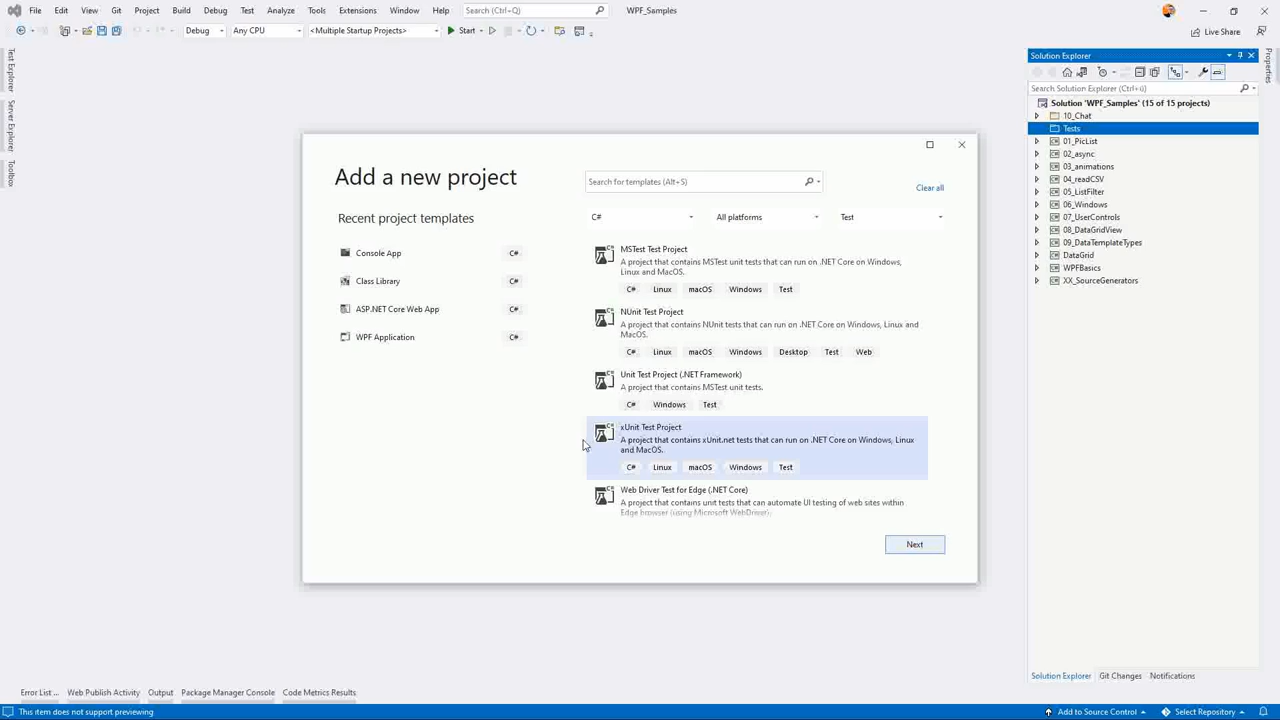 File Edit View Git Project Build Debug Test Analyze Tools Extensions Window Help Search (Ctrl+Q) WPF_Samples
Debug Any CPU <Multiple Startup Projects> Start Live Share
Test Explorer
Server Explorer
Toolbox
Add a new project
Recent project templates
Console App C#
Class Library C#
ASP.NET Core Web App C#
WPF Application C#
Search for templates (Alt+S)
Clear all
C# All platforms Test
MSTest Test Project
A project that contains MSTest unit tests that can run on .NET Core on Windows,
Linux and MacOS.
C# Linux macOS Windows Test
NUnit Test Project
A project that contains NUnit tests that can run on .NET Core on Windows, Linux and
MacOS.
C# Linux macOS Windows Desktop Test Web
Unit Test Project (.NET Framework)
A project that contains MSTest unit tests.
C# Windows Test
xUnit Test Project
A project that contains xUnit.net tests that can run on .NET Core on Windows, Linux
and MacOS.
C# Linux macOS Windows Test
Web Driver Test for Edge (.NET Core)
A project that contains unit tests that can automate UI testing of web sites within
Edge browser (using Microsoft WebDriver).
Next
Solution Explorer
Search Solution Explorer (Ctrl+ü)
Solution 'WPF_Samples' (15 of 15 projects)
10_Chat
Tests
01_PicList
02_async
03_animations
04_readCSV
05_ListFilter
06_Windows
07_UserControls
08_DataGridView
09_DataTemplateTypes
DataGrid
WPFBasics
XX_SourceGenerators
Properties
Solution Explorer Git Changes Notifications
Error List ... Web Publish Activity Output Package Manager Console Code Metrics Results
This item does not support previewing Add to Source Control Select Repository